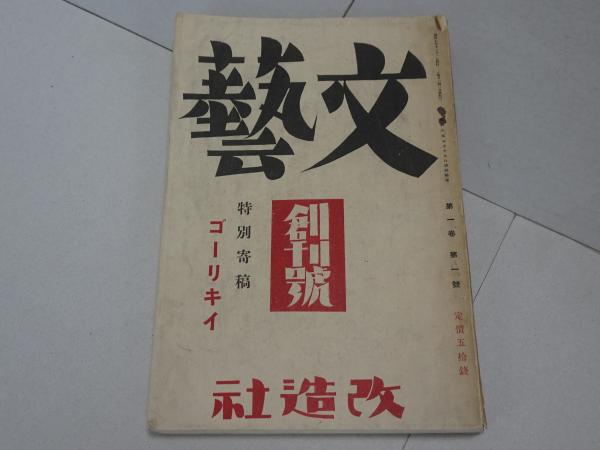 文藝
創刊號
特別寄稿
ゴーリキイ
改造社
第一卷 第一號
定價五拾錢